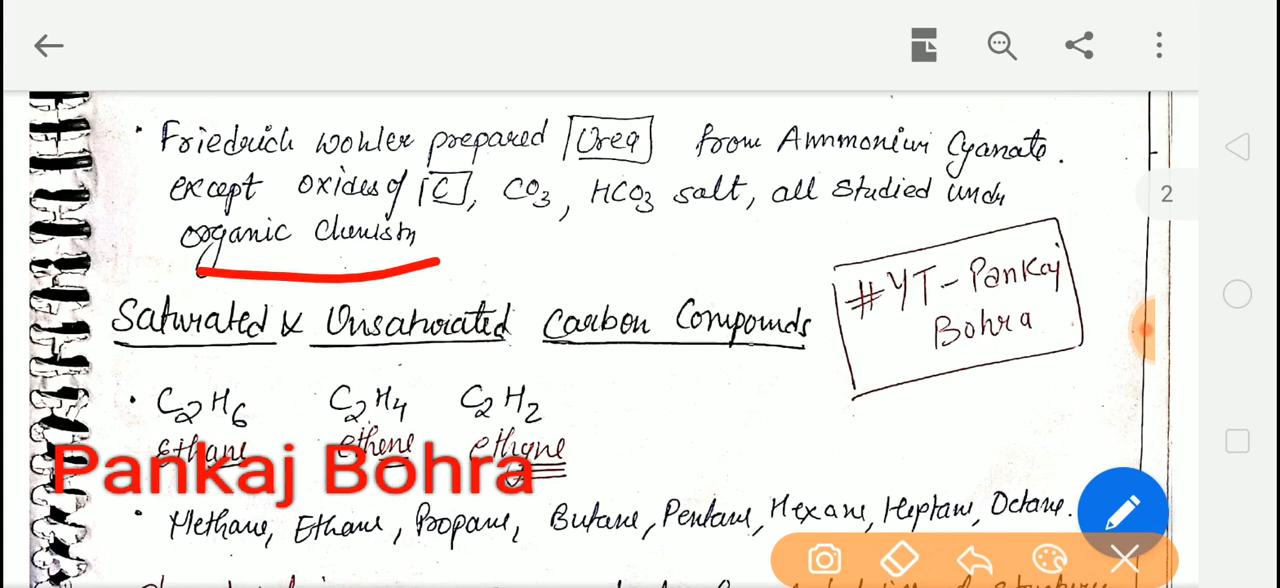 • Friedrich Wohler prepared Urea from Ammonium Cyanate.
except oxides of C, CO3, HCO3 salt, all studied under
organic Chemistry
2
#YT-Pankaj
Bohra
Saturated & Unsaturated Carbon Compounds
• C2H6 C2H4 C2H2
Ethane ethene ethyne
Pankaj Bohra
• Methane, Ethane, Propane, Butane, Pentane, Hexane, Heptane, Octane.